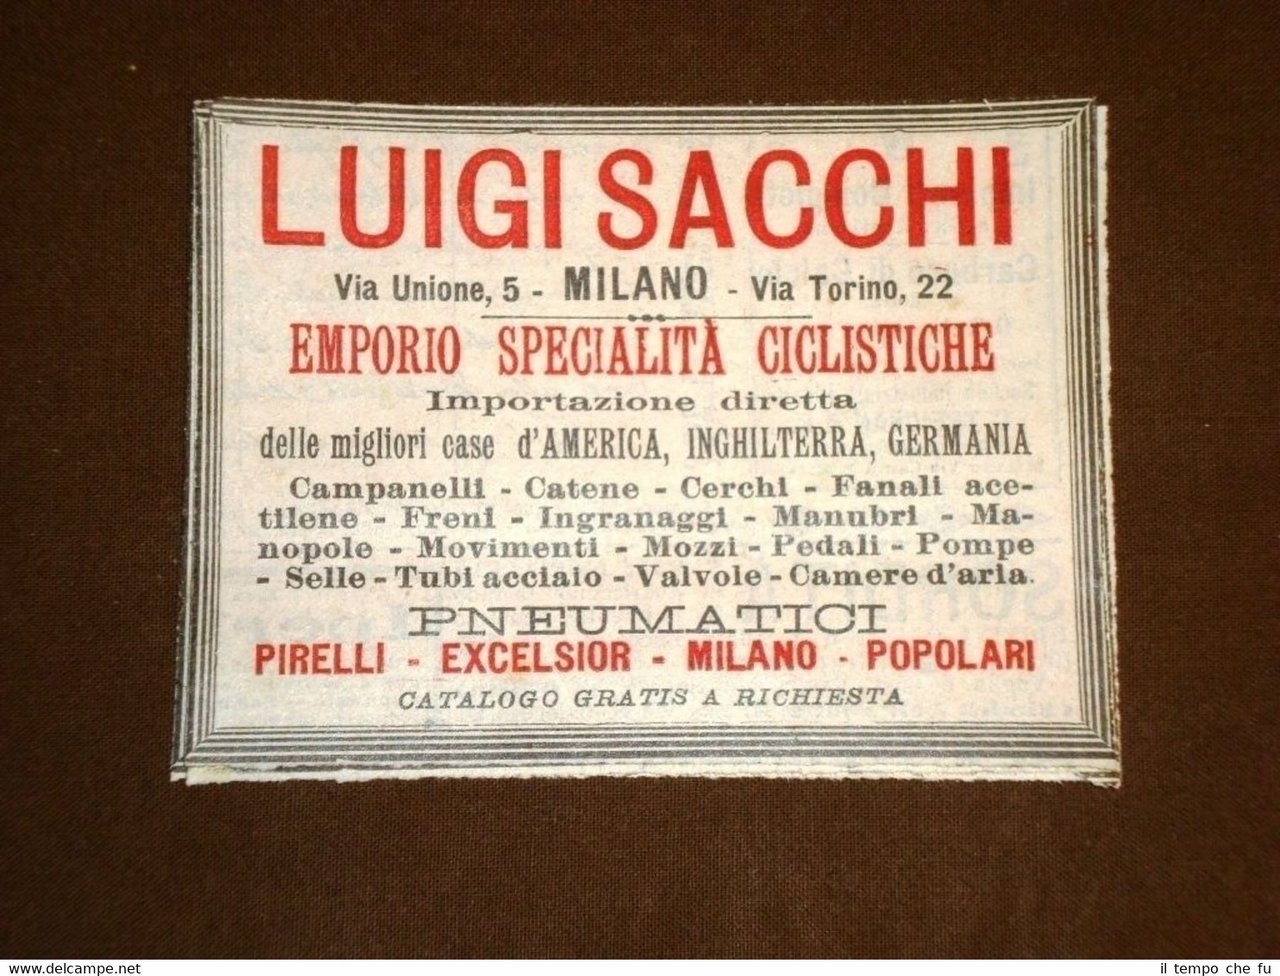 LUIGI SACCHI
Via Unione, 5 - MILANO - Via Torino, 22
EMPORIO SPECIALITÀ CICLISTICHE
Importazione diretta
delle migliori case d'AMERICA, INGHILTERRA, GERMANIA
Campanelli - Catene - Cerchi - Fanali ace-
tilene - Freni - Ingranaggi - Manubri - Ma-
nopole - Movimenti - Mozzi - Pedali - Pompe
- Selle - Tubi acciaio - Valvole - Camere d'aria.
PNEUMATICI
PIRELLI - EXCELSIOR - MILANO - POPOLARI
CATALOGO GRATIS A RICHIESTA
delcampe.net
il tempo che fu